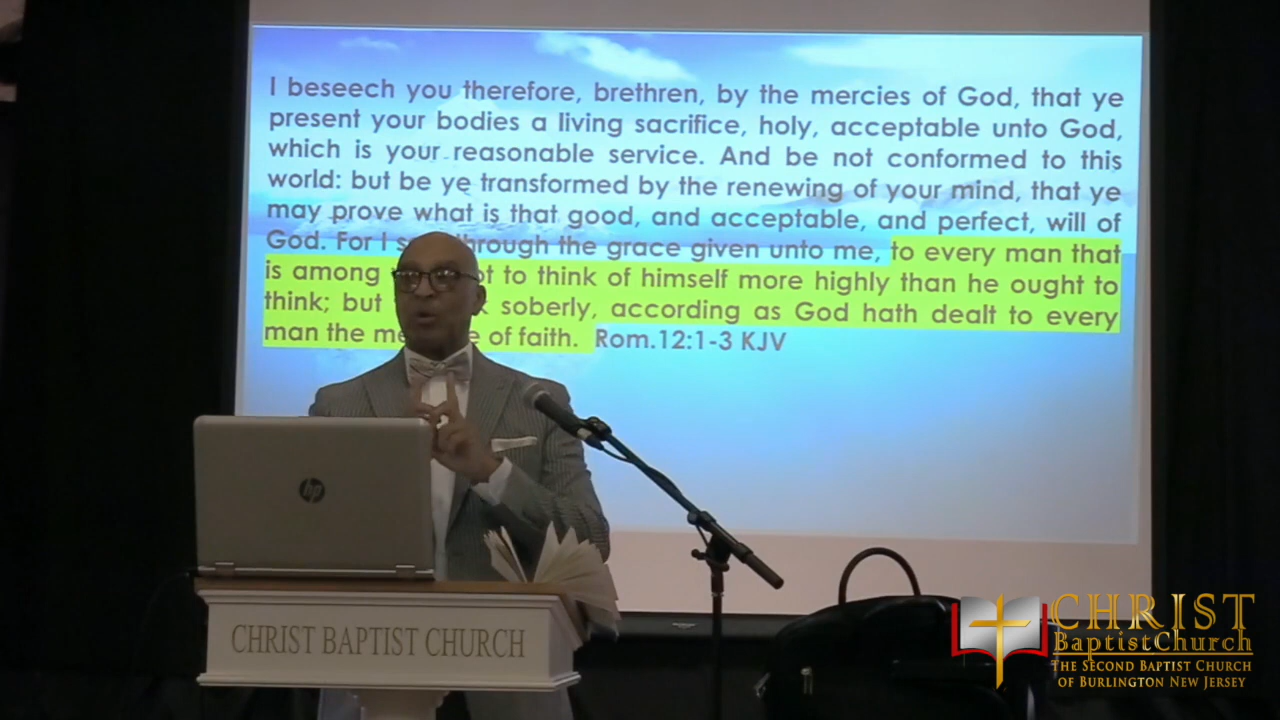 I beseech you therefore, brethren, by the mercies of God, that ye
present your bodies a living sacrifice, holy, acceptable unto God,
which is your reasonable service. And be not conformed to this
world: but be ye transformed by the renewing of your mind, that ye
may prove what is that good, and acceptable, and perfect, will of
God. For I through the grace given unto me, to every man that
is among to think of himself more highly than he ought to
think; but soberly, according as God hath dealt to every
man the of faith. Rom.12:1-3 KJV
hp
CHRIST BAPTIST CHURCH
CHRIST
BaptistChurch
THE SECOND BAPTIST CHURCH
OF BURLINGTON NEW JERSEY